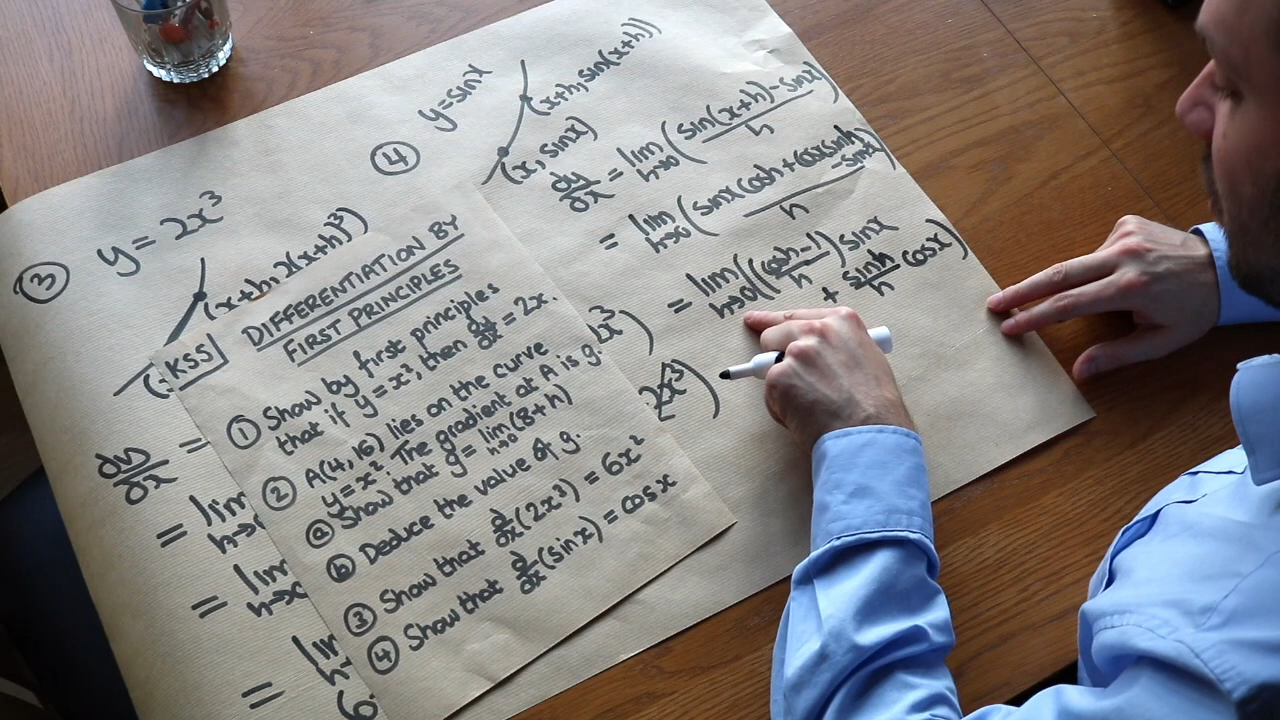 ③ y = 2x³
(x+h, 2(x+h)³)
dy/dx =
= lim h→0
= lim h→0
= lim
④ y=sinx
(x+h, sin(x+h))
(x, sinx)
dy/dx = lim h→0 (sin(x+h) - sinx / h)
= lim h→0 (sinx cosh + cosx sinh - sinx / h)
= lim h→0 ((cosh-1 / h) sinx + sinh / h cosx)
2x³)
2x³)
KSS
DIFFERENTIATION BY
FIRST PRINCIPLES
① Show by first principles
that if y = x², then dy/dx = 2x.
② A(4, 16) lies on the curve
y = x². The gradient at A is g.
ⓐ Show that g = lim h→0 (8+h)
ⓑ Deduce the value of g.
③ Show that d/dx (2x³) = 6x²
④ Show that d/dx (sinx) = cosx